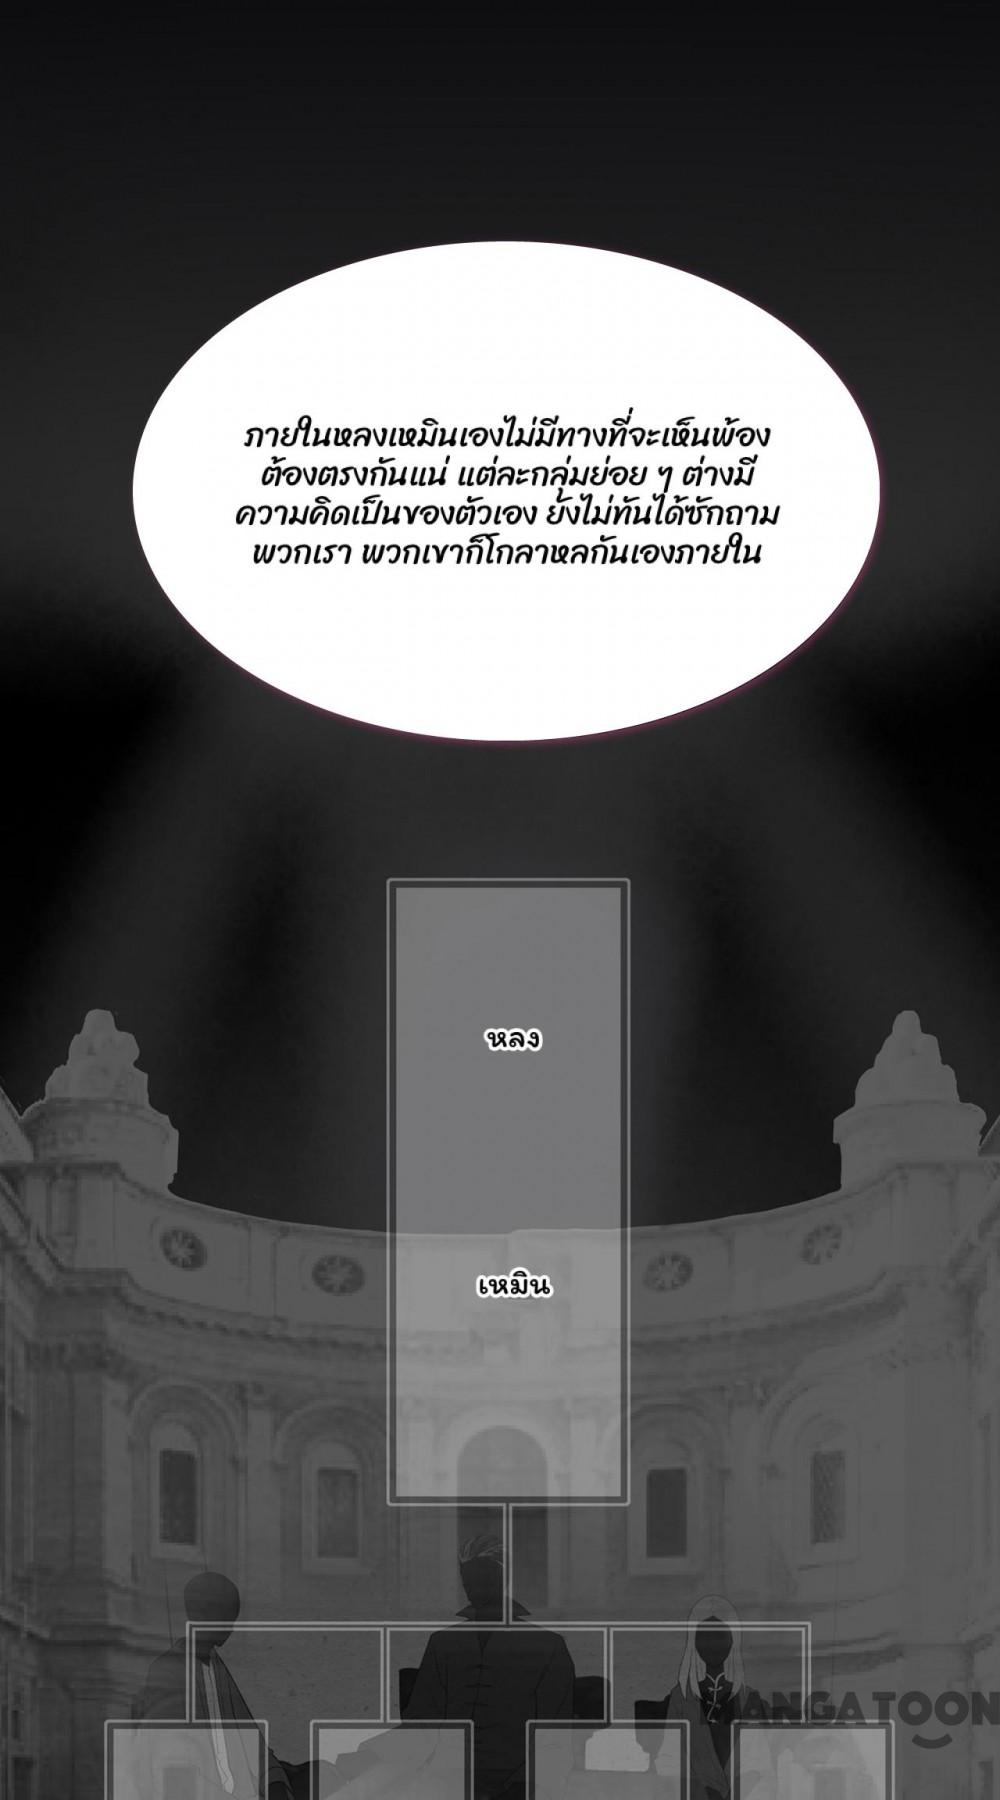 ภายในหลงเหมินเองไม่มีทางที่จะเห็นพ้อง
ต้องตรงกันแน่ แต่ละกลุ่มย่อย ๆ ต่างมี
ความคิดเป็นของตัวเอง ยังไม่ทันได้ซักถาม
พวกเรา พวกเขาก็โกลาหลกันเองภายใน
หลง
เหมิน
MANGATOON